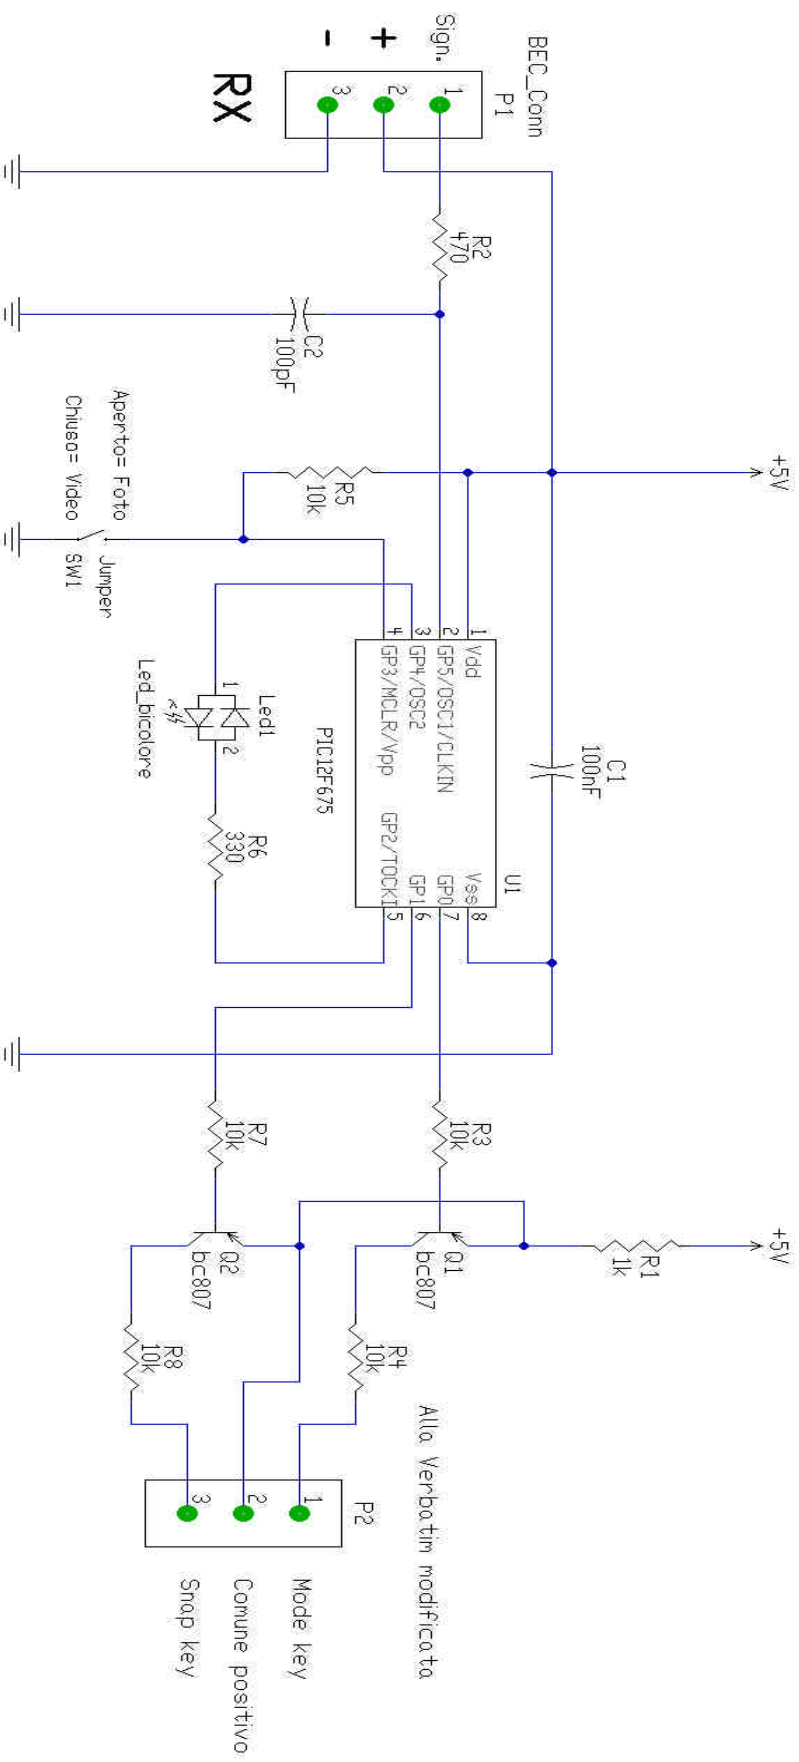 BEC_Conn
P1
Sign.
+
-
1
2
3
RX
R2
470
C2
100pF
+5V
R5
10k
Aperto= Foto
Chiuso= Video
Jumper
SW1
C1
100nF
U1
PIC12F675
1
Vdd
2
GP5/OSC1/CLKIN
3
GP4/OSC2
4
GP3/MCLR/Vpp
Vss
8
GP0
7
GP1
6
GP2/TOCKI
5
Led1
1
2
Led_bicolore
R6
330
+5V
R1
1k
R3
10k
Q1
bc807
R4
10k
R7
10k
Q2
bc807
R8
10k
Alla Verbatim modificata
P2
1
Mode key
2
Comune positivo
3
Snap key